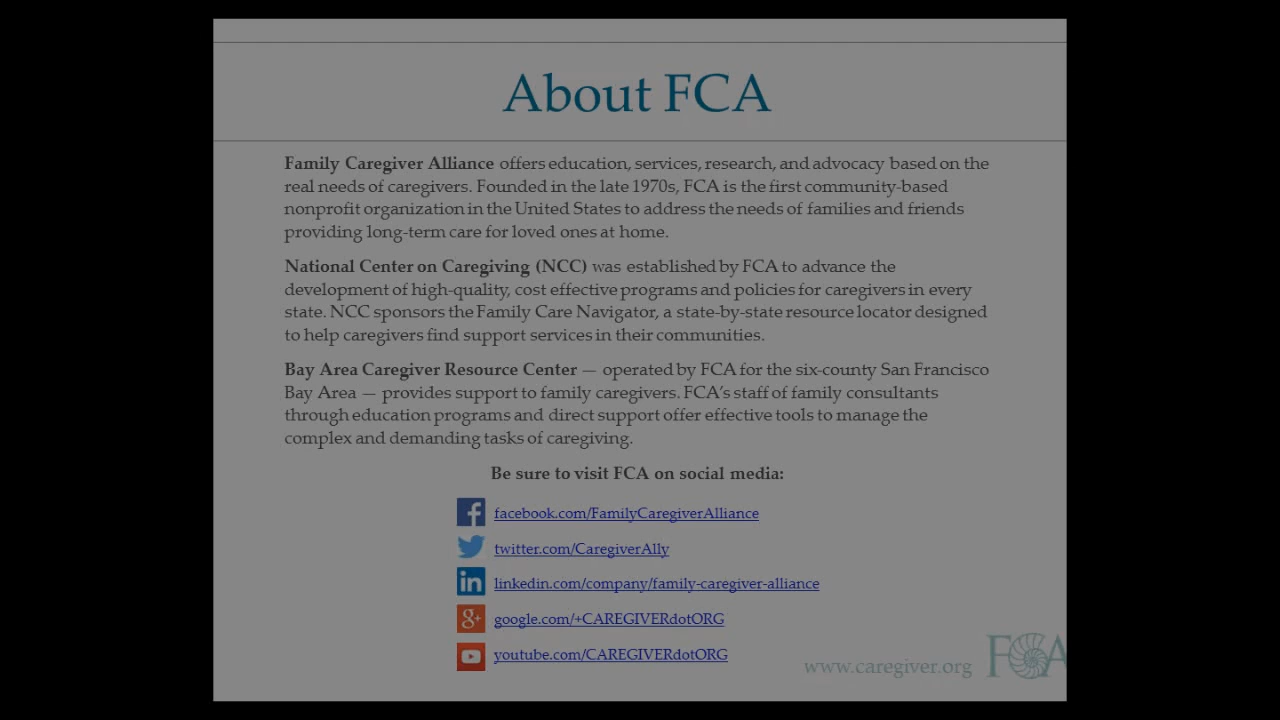 About FCA
Family Caregiver Alliance offers education, services, research, and advocacy based on the
real needs of caregivers. Founded in the late 1970s, FCA is the first community-based
nonprofit organization in the United States to address the needs of families and friends
providing long-term care for loved ones at home.
National Center on Caregiving (NCC) was established by FCA to advance the
development of high-quality, cost effective programs and policies for caregivers in every
state. NCC sponsors the Family Care Navigator, a state-by-state resource locator designed
to help caregivers find support services in their communities.
Bay Area Caregiver Resource Center — operated by FCA for the six-county San Francisco
Bay Area — provides support to family caregivers. FCA's staff of family consultants
through education programs and direct support offer effective tools to manage the
complex and demanding tasks of caregiving.
Be sure to visit FCA on social media:
facebook.com/FamilyCaregiverAlliance
twitter.com/CaregiverAlly
linkedin.com/company/family-caregiver-alliance
google.com/+CAREGIVERdotORG
youtube.com/CAREGIVERdotORG
www.caregiver.org FCA